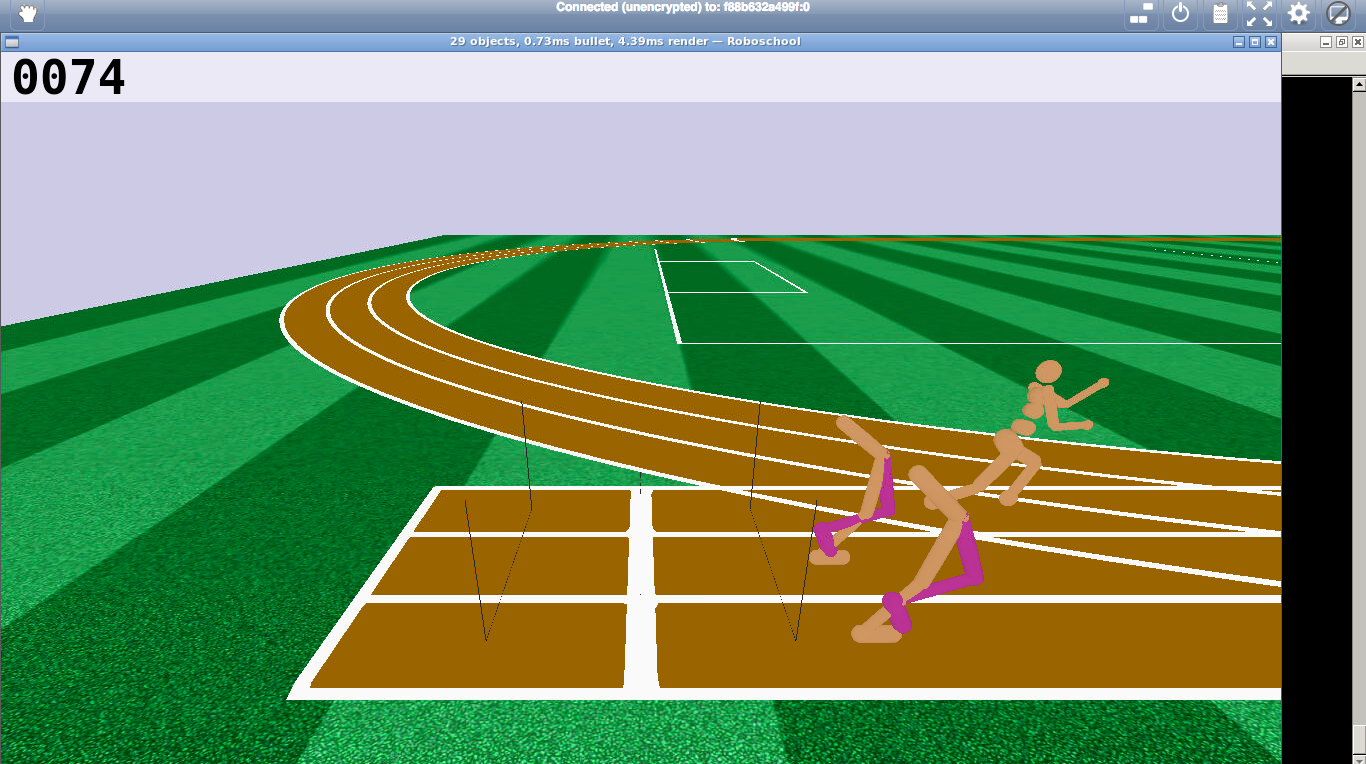 Connected (unencrypted) to: f88b632a499f:0
29 objects, 0.73ms bullet, 4.39ms render — Roboschool
0074